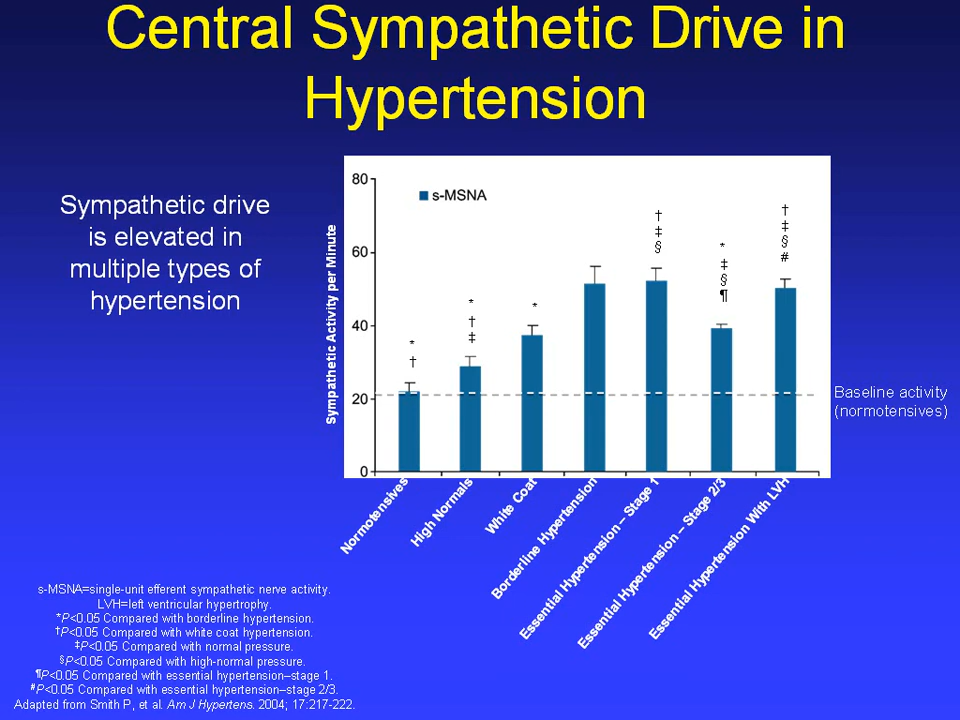 Central Sympathetic Drive in
Hypertension
Sympathetic drive
is elevated in
multiple types of
hypertension
Sympathetic Activity per Minute
80
60
40
20
0
s-MSNA
*
†
*
†
‡
*
†
‡
§
*
‡
§
¶
†
‡
§
#
Baseline activity
(normotensives)
Normotensives
High Normals
White Coat
Borderline Hypertension
Essential Hypertension – Stage 1
Essential Hypertension – Stage 2/3
Essential Hypertension With LVH
s-MSNA=single-unit efferent sympathetic nerve activity.
LVH=left ventricular hypertrophy.
*P<0.05 Compared with borderline hypertension.
†P<0.05 Compared with white coat hypertension.
‡P<0.05 Compared with normal pressure.
§P<0.05 Compared with high-normal pressure.
¶P<0.05 Compared with essential hypertension–stage 1.
#P<0.05 Compared with essential hypertension–stage 2/3.
Adapted from Smith P, et al. Am J Hypertens. 2004; 17:217-222.